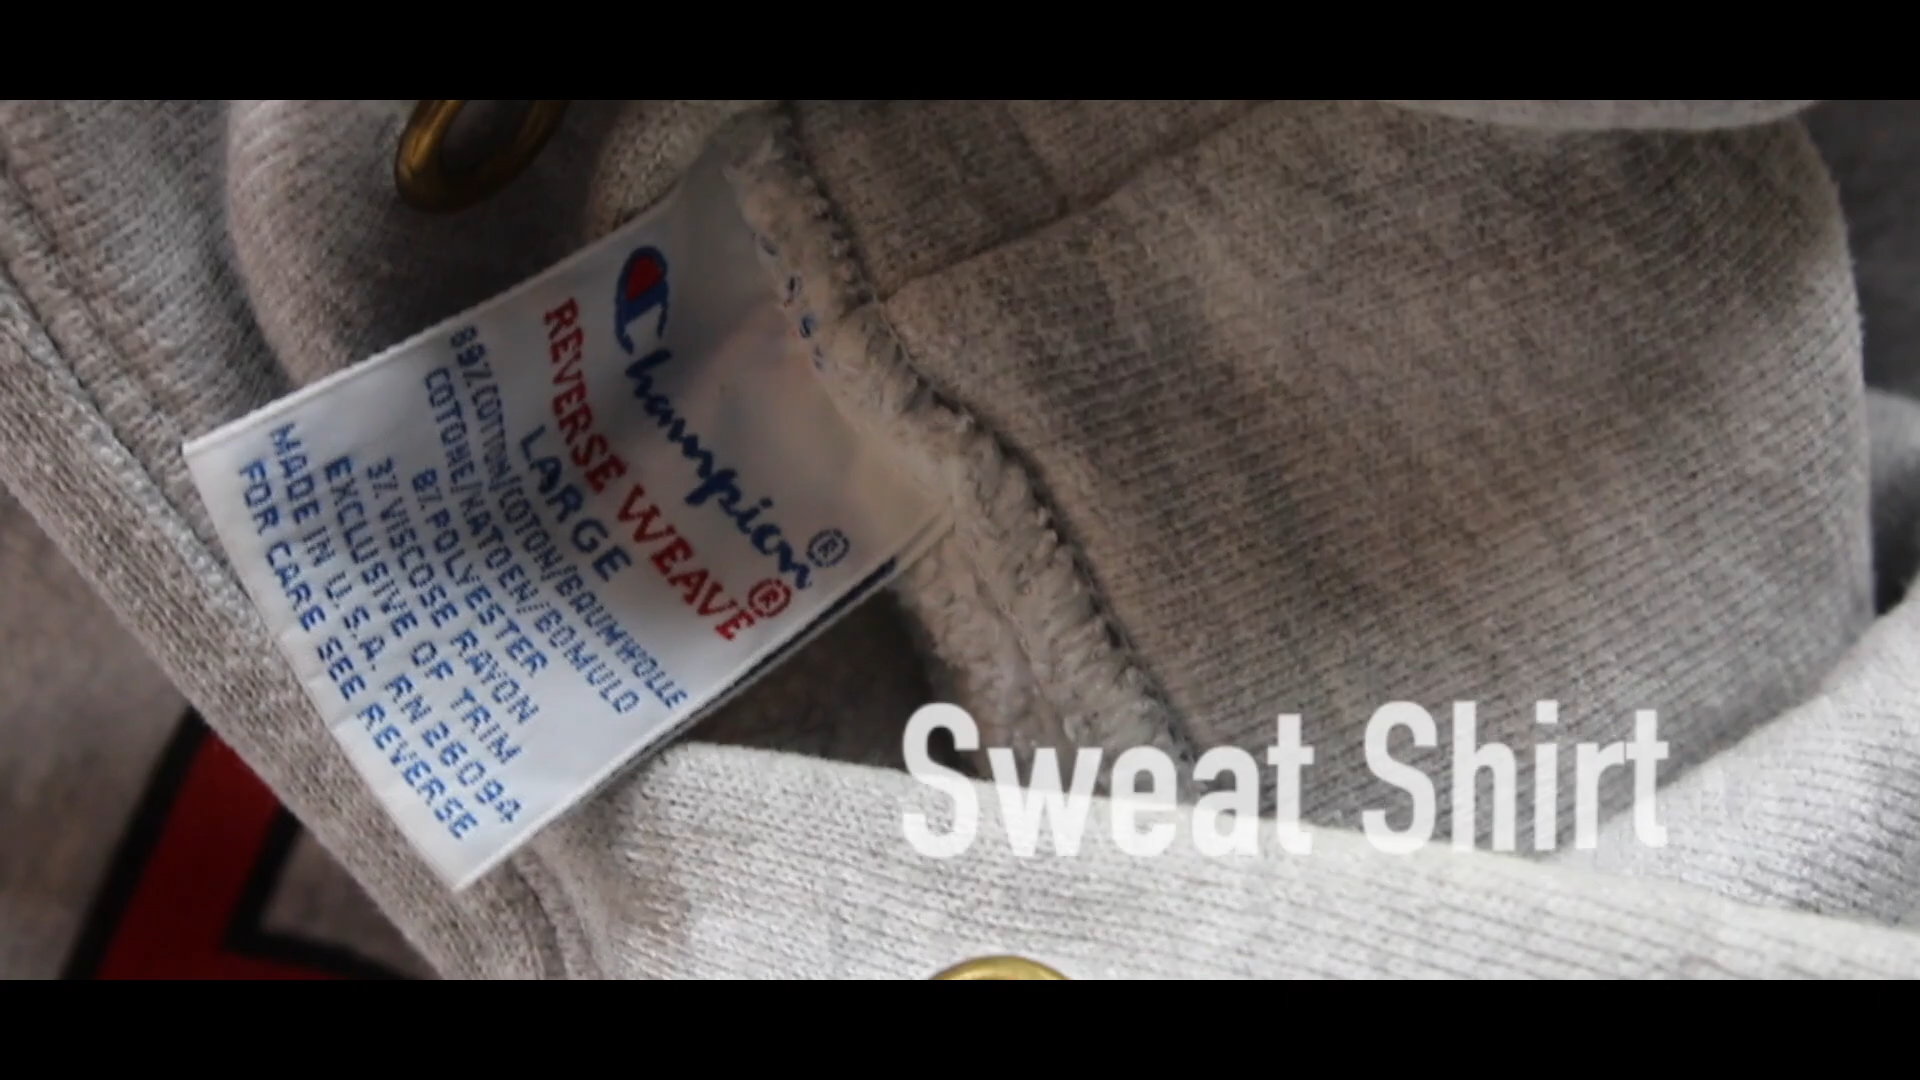 Champion®
REVERSE WEAVE®
LARGE
89% COTTON/COTON/BAUMWOLLE
COTONE/KATOEN/BOMULD
8% POLYESTER
3% VISCOSE RAYON
EXCLUSIVE OF TRIM
MADE IN U.S.A. RN 26094
FOR CARE SEE REVERSE
Sweat Shirt